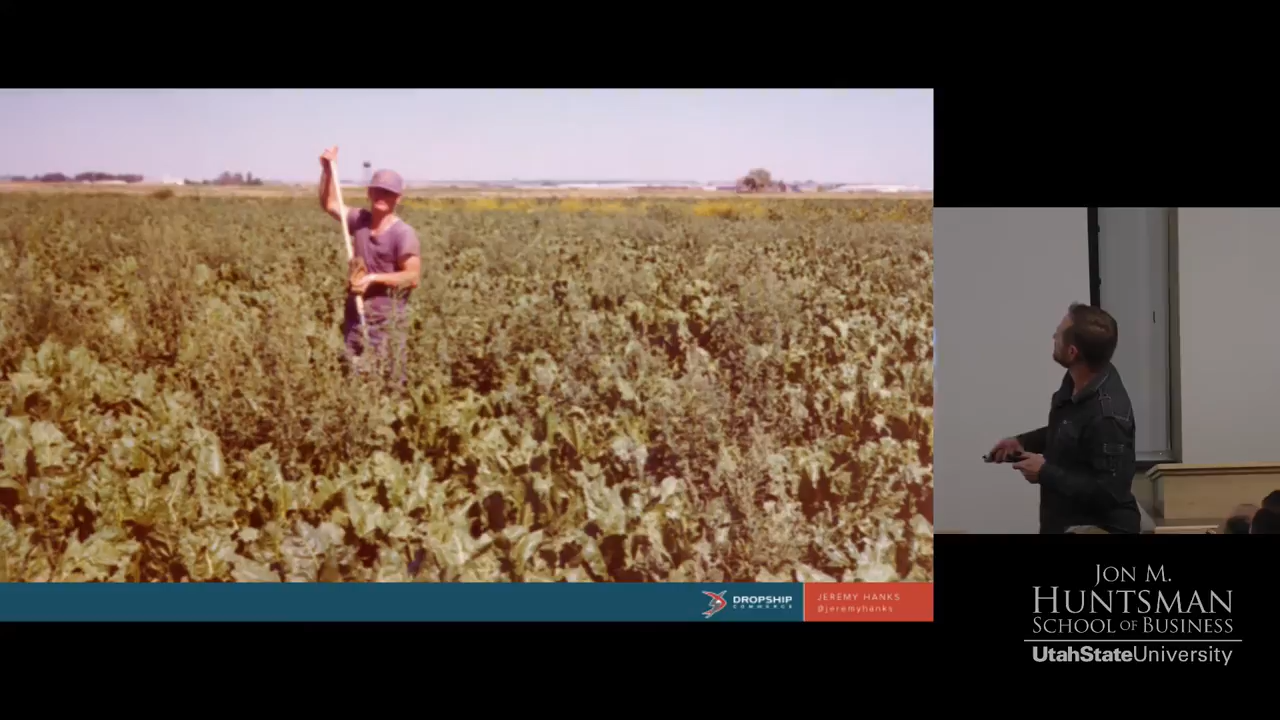 DROPSHIP
COMMERCE
JEREMY HANKS
@jeremyhanks
JON M.
HUNTSMAN
SCHOOL OF BUSINESS
UtahStateUniversity